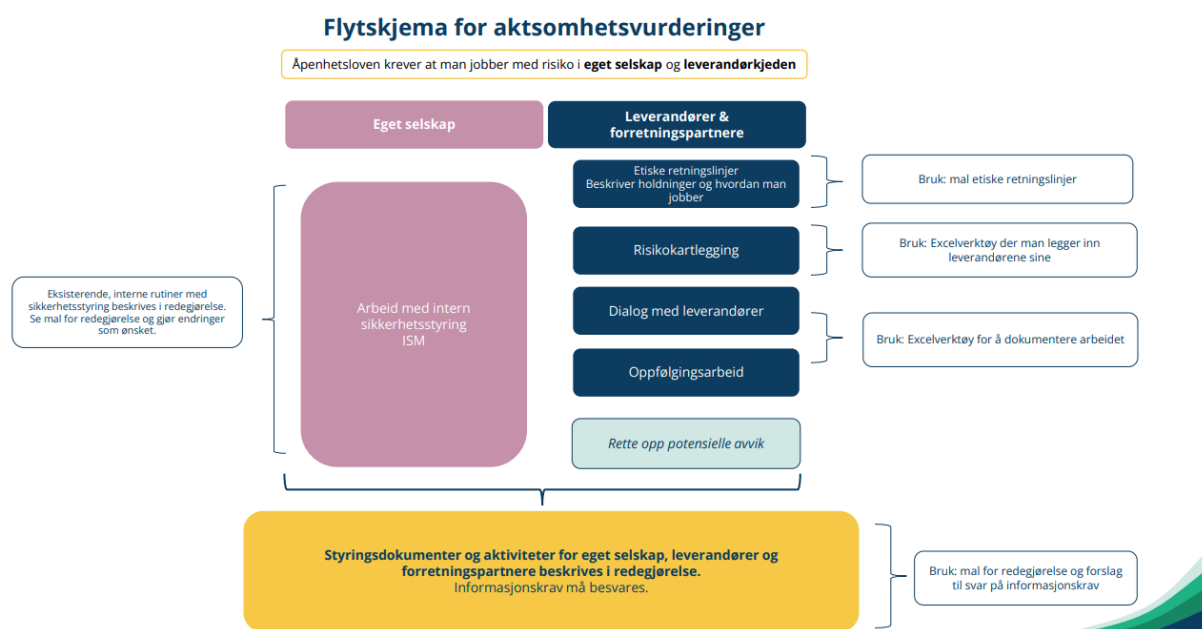 Flytskjema for aktsomhetsvurderinger
Åpenhetsloven krever at man jobber med risiko i eget selskap og leverandørkjeden
Eget selskap
Leverandører &
forretningspartnere
Eksisterende, interne rutiner med
sikkerhetsstyring beskrives i redegjørelse.
Se mal for redegjørelse og gjør endringer
som ønsket.
Arbeid med intern
sikkerhetsstyring
ISM
Etiske retningslinjer
Beskriver holdninger og hvordan man
jobber
Bruk: mal etiske retningslinjer
Risikokartlegging
Bruk: Excelverktøy der man legger inn
leverandørene sine
Dialog med leverandører
Oppfølgingsarbeid
Bruk: Excelverktøy for å dokumentere arbeidet
Rette opp potensielle avvik
Styringsdokumenter og aktiviteter for eget selskap, leverandører og
forretningspartnere beskrives i redegjørelse.
Informasjonskrav må besvares.
Bruk: mal for redegjørelse og forslag
til svar på informasjonskrav